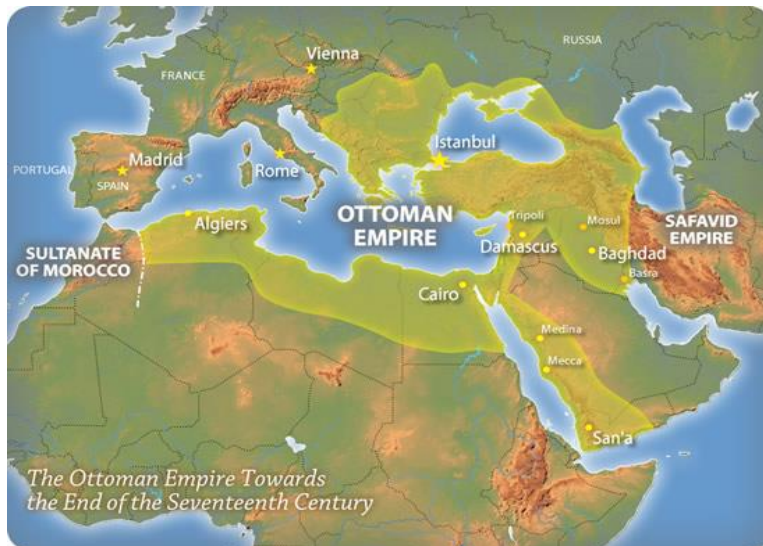 RUSSIA
Vienna
FRANCE
Istanbul
PORTUGAL
Madrid
SPAIN
Rome
OTTOMAN
EMPIRE
Algiers
Tripoli
Mosul
SAFAVID
EMPIRE
SULTANATE
OF MOROCCO
Damascus
Baghdad
Basra
Cairo
Medina
Mecca
San'a
The Ottoman Empire Towards
the End of the Seventeenth Century